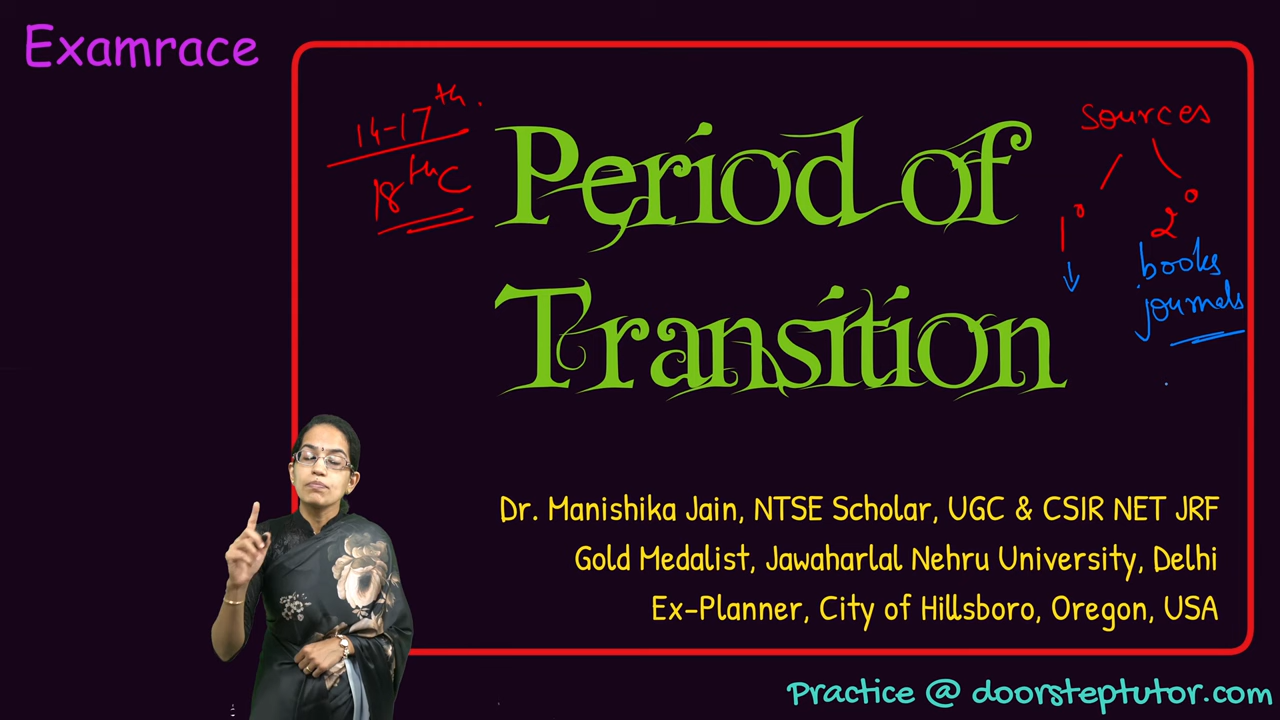 Examrace
14-17th.
18th C
Period of
Transition
sources
1° 2°
books
journals
Dr. Manishika Jain, NTSE Scholar, UGC & CSIR NET JRF
Gold Medalist, Jawaharlal Nehru University, Delhi
Ex-Planner, City of Hillsboro, Oregon, USA
Practice @ doorsteptutor.com